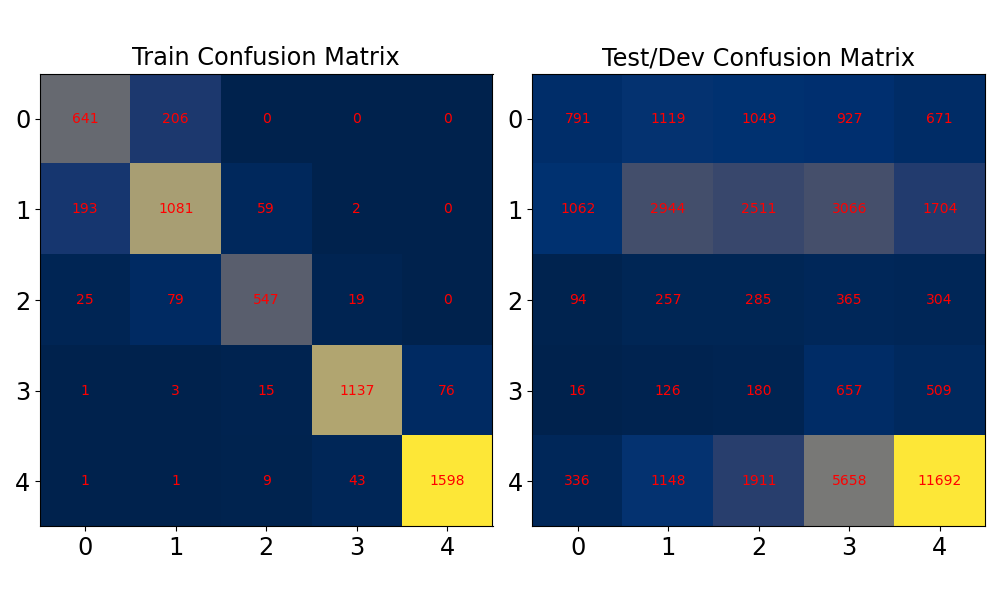 Train Confusion Matrix
0 641 206 0 0 0
1 193 1081 59 2 0
2 25 79 547 19 0
3 1 3 15 1137 76
4 1 1 9 43 1598
0 1 2 3 4
Test/Dev Confusion Matrix
0 791 1119 1049 927 671
1 1062 2944 2511 3066 1704
2 94 257 285 365 304
3 16 126 180 657 509
4 336 1148 1911 5658 11692
0 1 2 3 4